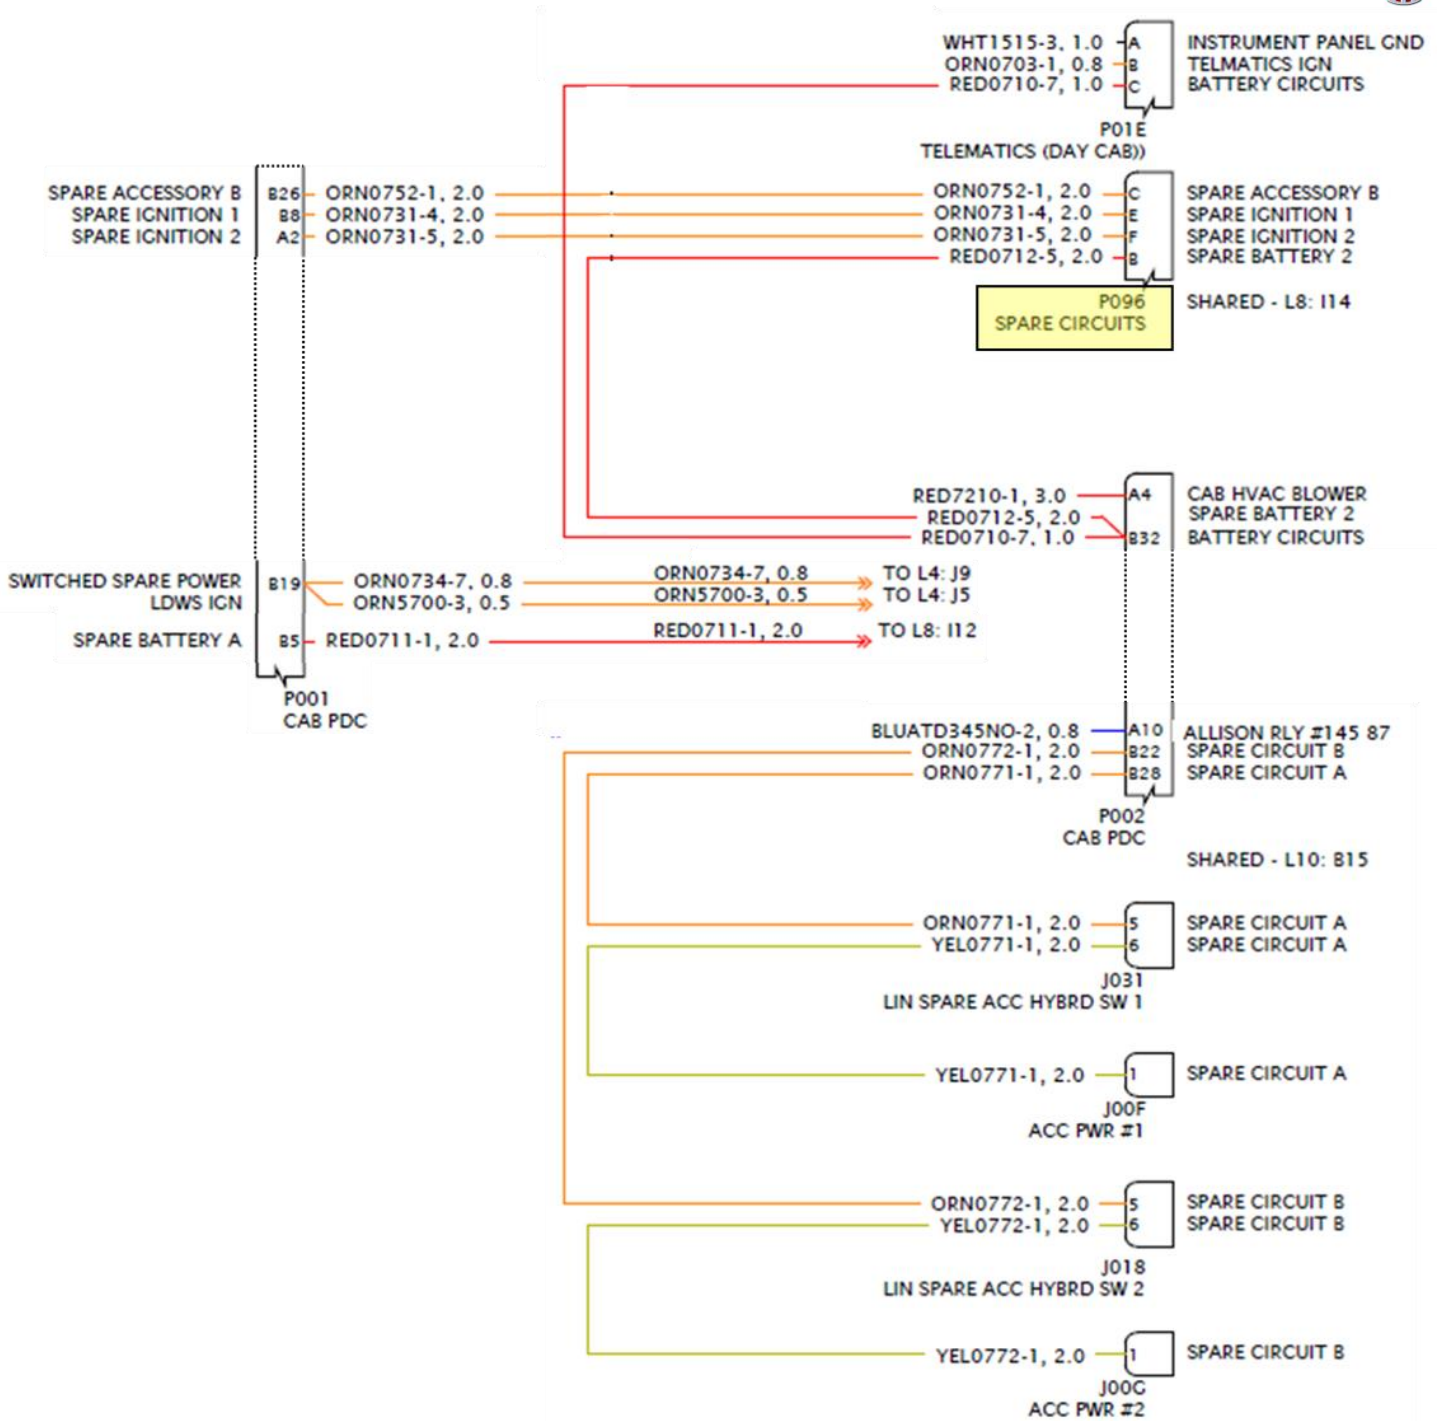 WHT1515-3, 1.0 A INSTRUMENT PANEL GND
ORN0703-1, 0.8 B TELMATICS IGN
RED0710-7, 1.0 C BATTERY CIRCUITS
P01E
TELEMATICS (DAY CAB))
SPARE ACCESSORY B B26 ORN0752-1, 2.0 ORN0752-1, 2.0 C SPARE ACCESSORY B
SPARE IGNITION 1 B8 ORN0731-4, 2.0 ORN0731-4, 2.0 E SPARE IGNITION 1
SPARE IGNITION 2 A2 ORN0731-5, 2.0 ORN0731-5, 2.0 F SPARE IGNITION 2
RED0712-5, 2.0 B SPARE BATTERY 2
P096 SHARED - L8: I14
SPARE CIRCUITS
RED7210-1, 3.0 A4 CAB HVAC BLOWER
RED0712-5, 2.0 SPARE BATTERY 2
RED0710-7, 1.0 B32 BATTERY CIRCUITS
SWITCHED SPARE POWER B19 ORN0734-7, 0.8 ORN0734-7, 0.8 TO L4: J9
LDWS IGN ORN5700-3, 0.5 ORN5700-3, 0.5 TO L4: J5
SPARE BATTERY A B5 RED0711-1, 2.0 RED0711-1, 2.0 TO L8: I12
P001
CAB PDC
BLUATD345NO-2, 0.8 A10 ALLISON RLY #145 87
ORN0772-1, 2.0 B22 SPARE CIRCUIT B
ORN0771-1, 2.0 B28 SPARE CIRCUIT A
P002
CAB PDC
SHARED - L10: B15
ORN0771-1, 2.0 5 SPARE CIRCUIT A
YEL0771-1, 2.0 6 SPARE CIRCUIT A
J031
LIN SPARE ACC HYBRD SW 1
YEL0771-1, 2.0 1 SPARE CIRCUIT A
J00F
ACC PWR #1
ORN0772-1, 2.0 5 SPARE CIRCUIT B
YEL0772-1, 2.0 6 SPARE CIRCUIT B
J018
LIN SPARE ACC HYBRD SW 2
YEL0772-1, 2.0 1 SPARE CIRCUIT B
J00G
ACC PWR #2